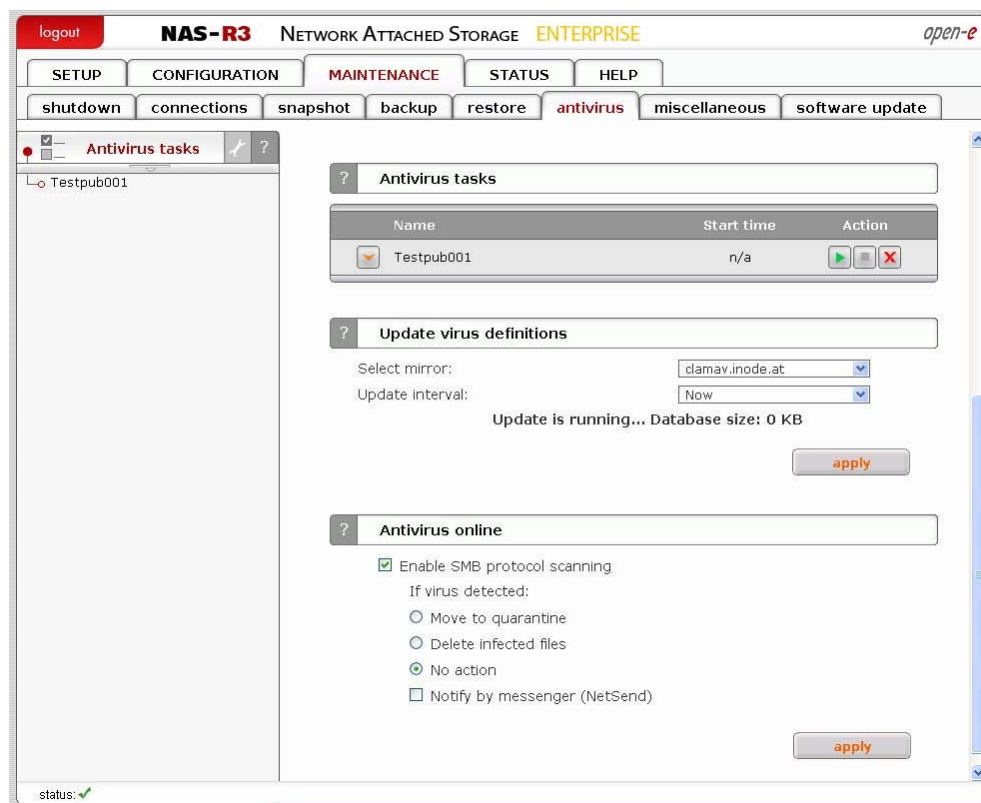 logout NAS-R3 NETWORK ATTACHED STORAGE ENTERPRISE open-e
SETUP CONFIGURATION MAINTENANCE STATUS HELP
shutdown connections snapshot backup restore antivirus miscellaneous software update
Antivirus tasks ?
Testpub001
? Antivirus tasks
Name Start time Action
Testpub001 n/a
? Update virus definitions
Select mirror: clamav.inode.at
Update interval: Now
Update is running... Database size: 0 KB
apply
? Antivirus online
Enable SMB protocol scanning
If virus detected:
Move to quarantine
Delete infected files
No action
Notify by messenger (NetSend)
apply
status: